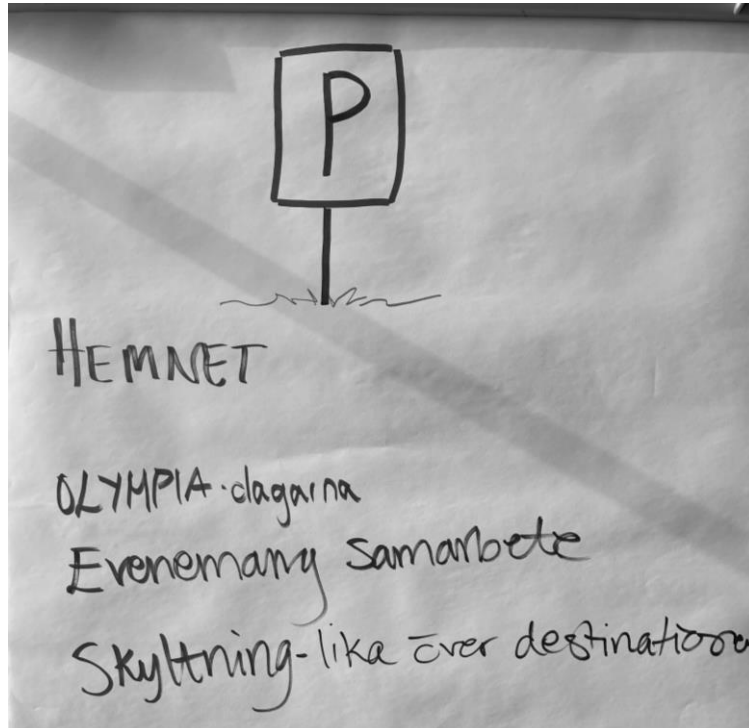 P
HEMNET
OLYMPIA-dagarna
Evenemang samarbete
Skyltning-lika över